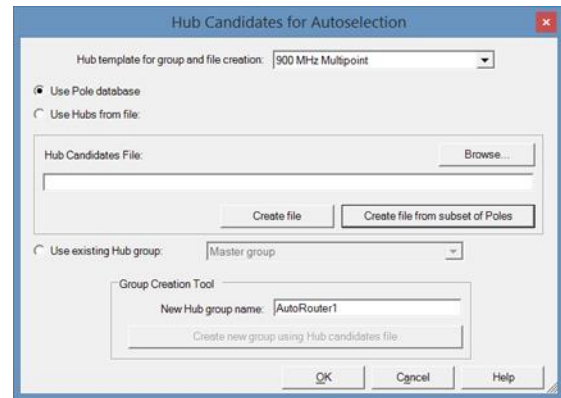 Hub Candidates for Autoselection
Hub template for group and file creation: 900 MHz Multipoint
Use Pole database
Use Hubs from file:
Hub Candidates File: Browse...
Create file Create file from subset of Poles
Use existing Hub group: Master group
Group Creation Tool
New Hub group name: AutoRouter1
Create new group using Hub candidates file
OK Cancel Help